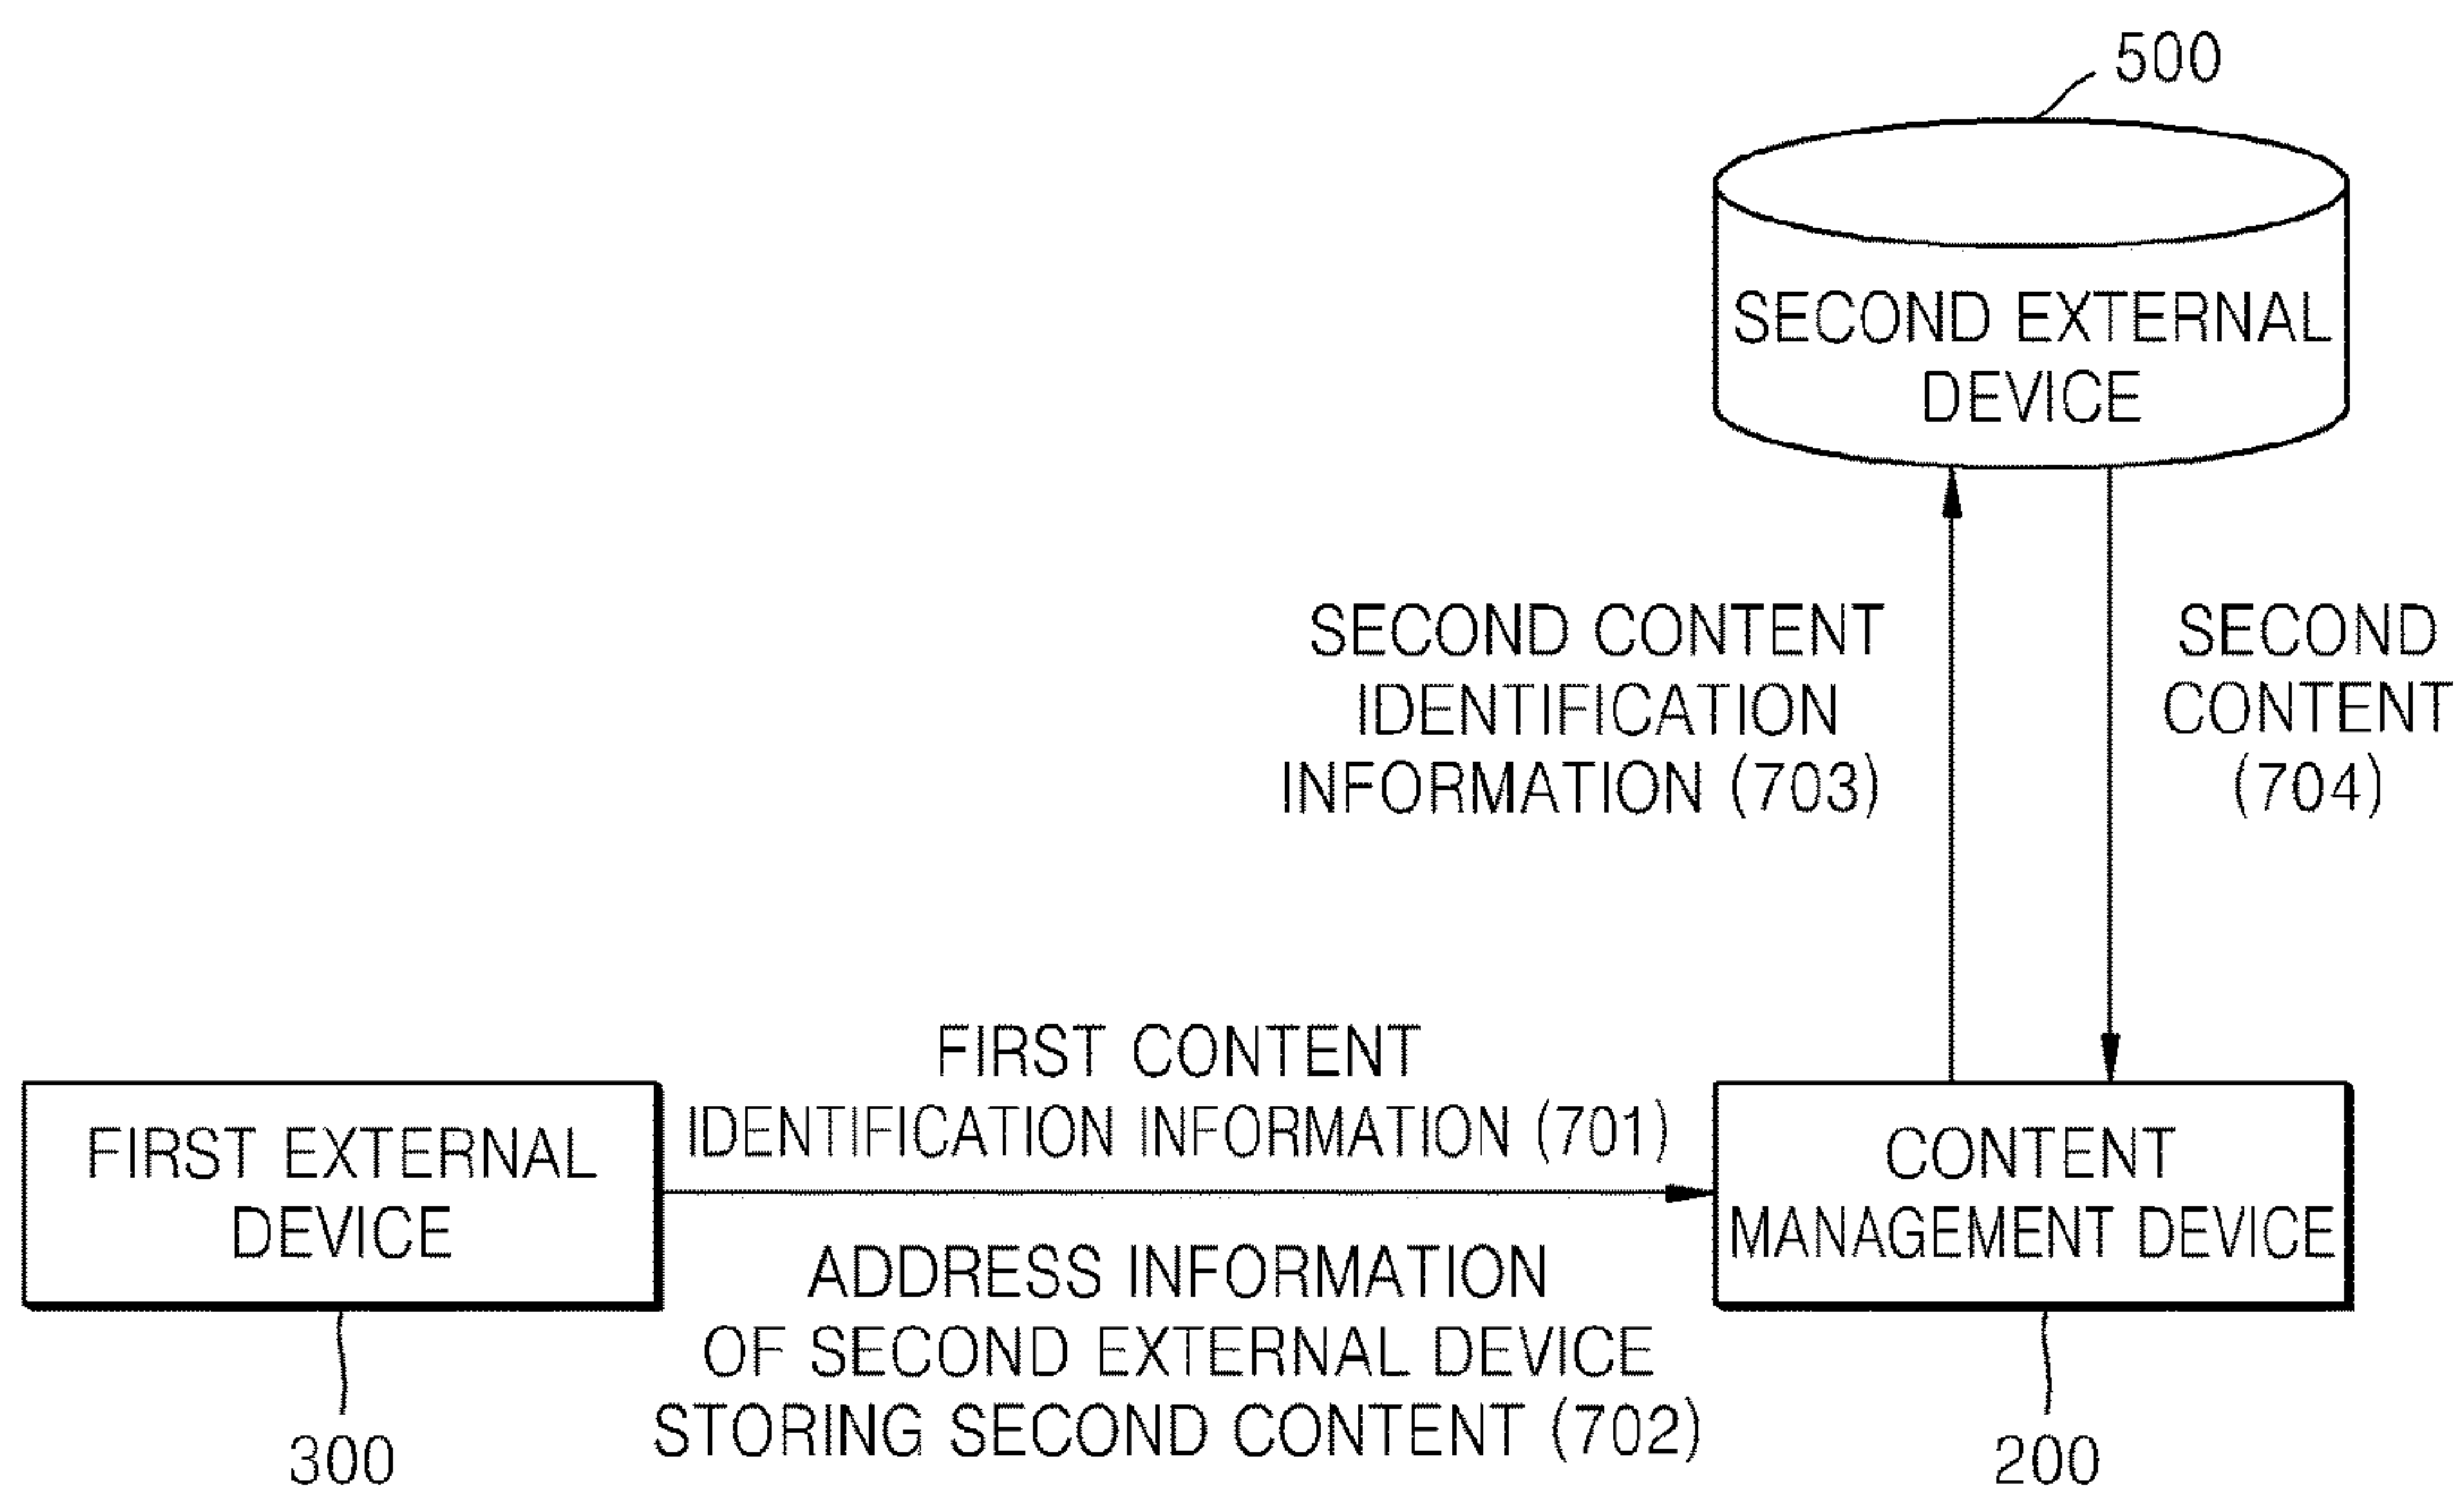 500
SECOND EXTERNAL
DEVICE
SECOND CONTENT
IDENTIFICATION
INFORMATION (703)
SECOND
CONTENT
(704)
FIRST CONTENT
IDENTIFICATION INFORMATION (701)
FIRST EXTERNAL
DEVICE
CONTENT
MANAGEMENT DEVICE
ADDRESS INFORMATION
OF SECOND EXTERNAL DEVICE
STORING SECOND CONTENT (702)
300
200